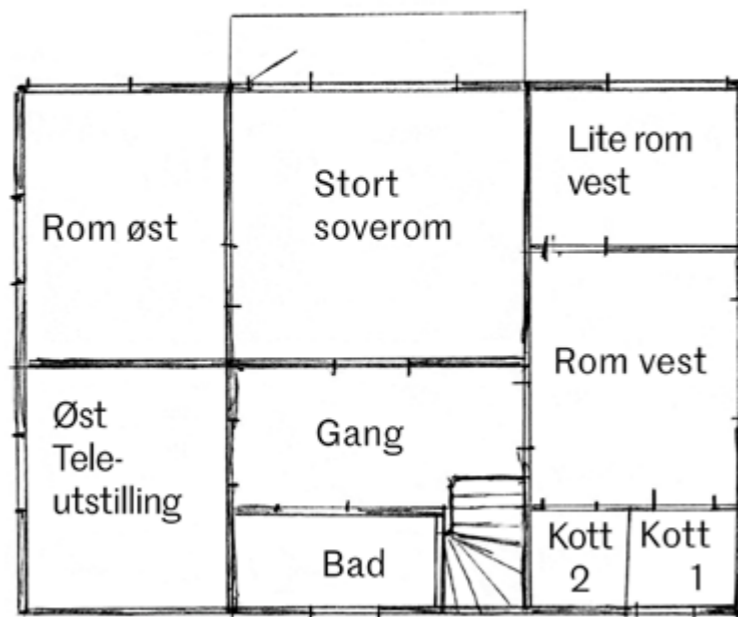 Rom øst
Stort
soverom
Lite rom
vest
Rom vest
Øst
Tele-
utstilling
Gang
Bad
Kott
2
Kott
1